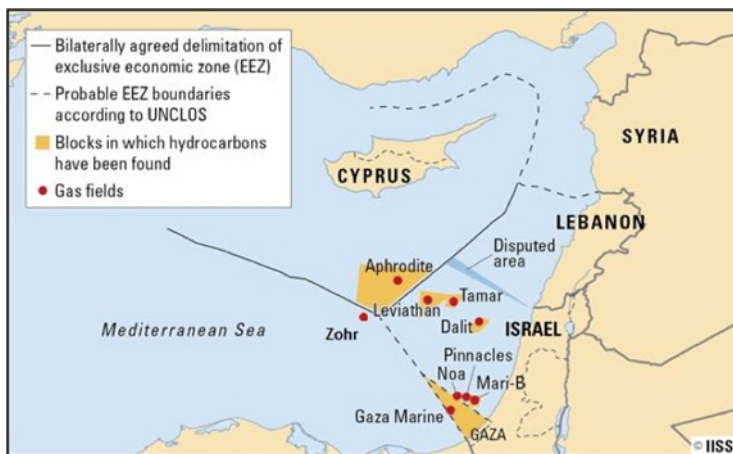 Bilaterally agreed delimitation of
exclusive economic zone (EEZ)
Probable EEZ boundaries
according to UNCLOS
Blocks in which hydrocarbons
have been found
Gas fields
SYRIA
CYPRUS
LEBANON
Disputed
area
Aphrodite
Leviathan
Tamar
Mediterranean Sea
Zohr
Dalit
ISRAEL
Pinnacles
Noa
Mari-B
Gaza Marine
GAZA
© IISS